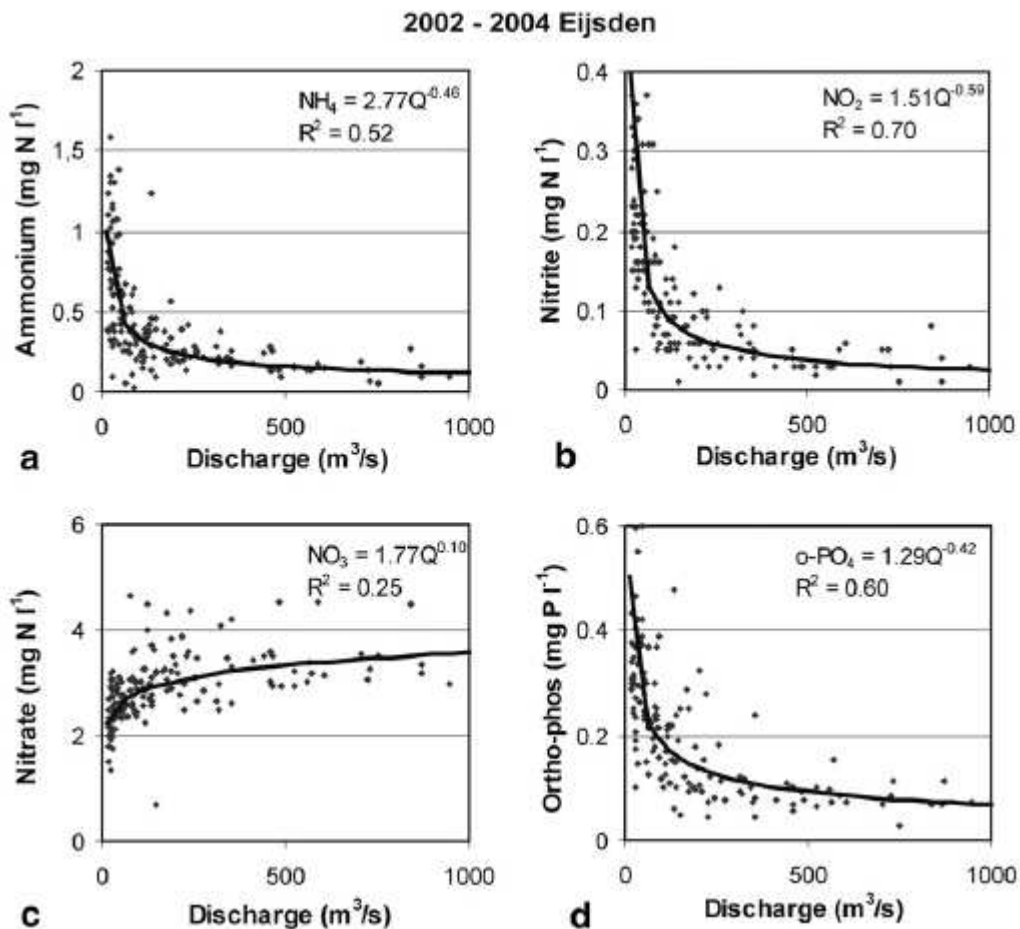 2002 - 2004 Eijsden
Ammonium (mg N l⁻¹)
2
1.5
1
0.5
0
NH₄ = 2.77Q⁻⁰·⁴⁶
R² = 0.52
0 500 1000
a
Discharge (m³/s)
Nitrite (mg N l⁻¹)
0.4
0.3
0.2
0.1
0
NO₂ = 1.51Q⁻⁰·⁵⁹
R² = 0.70
0 500 1000
b
Discharge (m³/s)
Nitrate (mg N l⁻¹)
6
4
2
0
NO₃ = 1.77Q⁰·¹⁰
R² = 0.25
0 500 1000
c
Discharge (m³/s)
Ortho-phos (mg P l⁻¹)
0.6
0.4
0.2
0.0
o-PO₄ = 1.29Q⁻⁰·⁴²
R² = 0.60
0 500 1000
d
Discharge (m³/s)